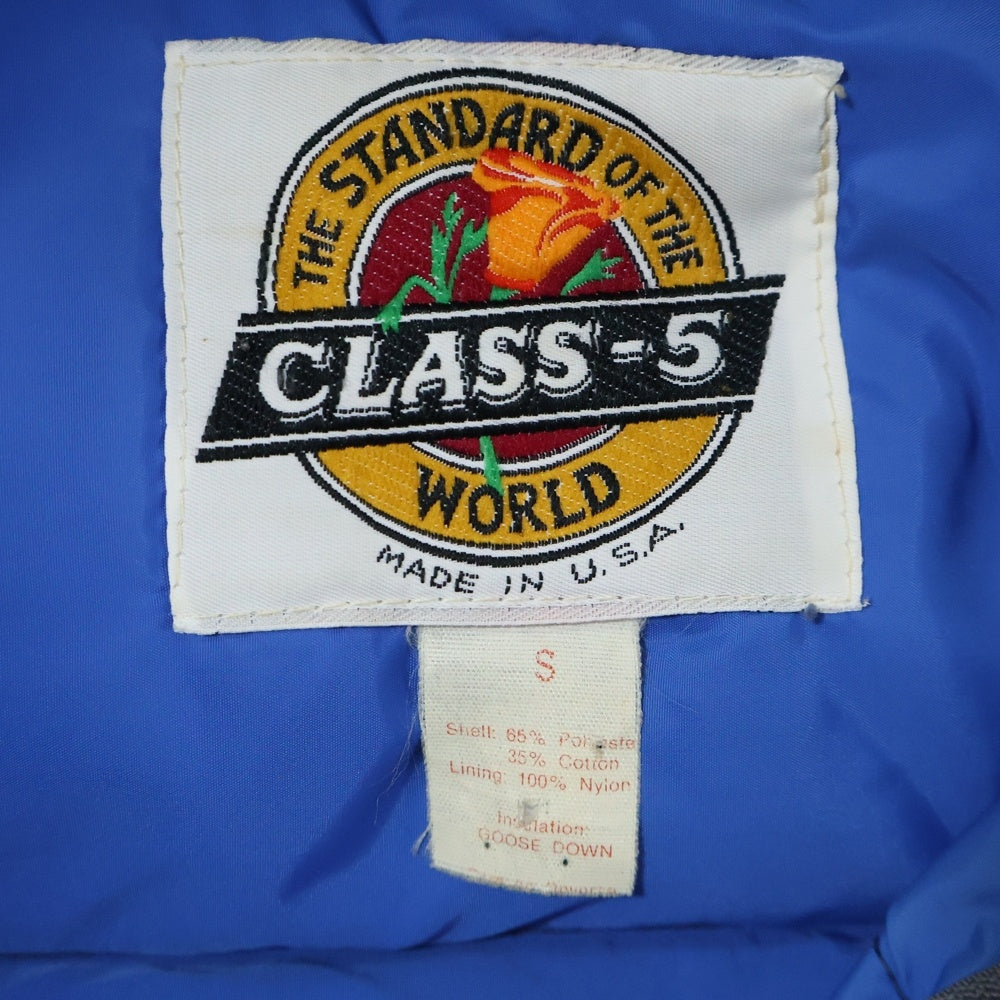 THE STANDARD OF THE
CLASS-5
WORLD
MADE IN U.S.A.
S
Shell: 65% Polyeste
35% Cotton
Lining: 100% Nylon
Insulation:
GOOSE DOWN